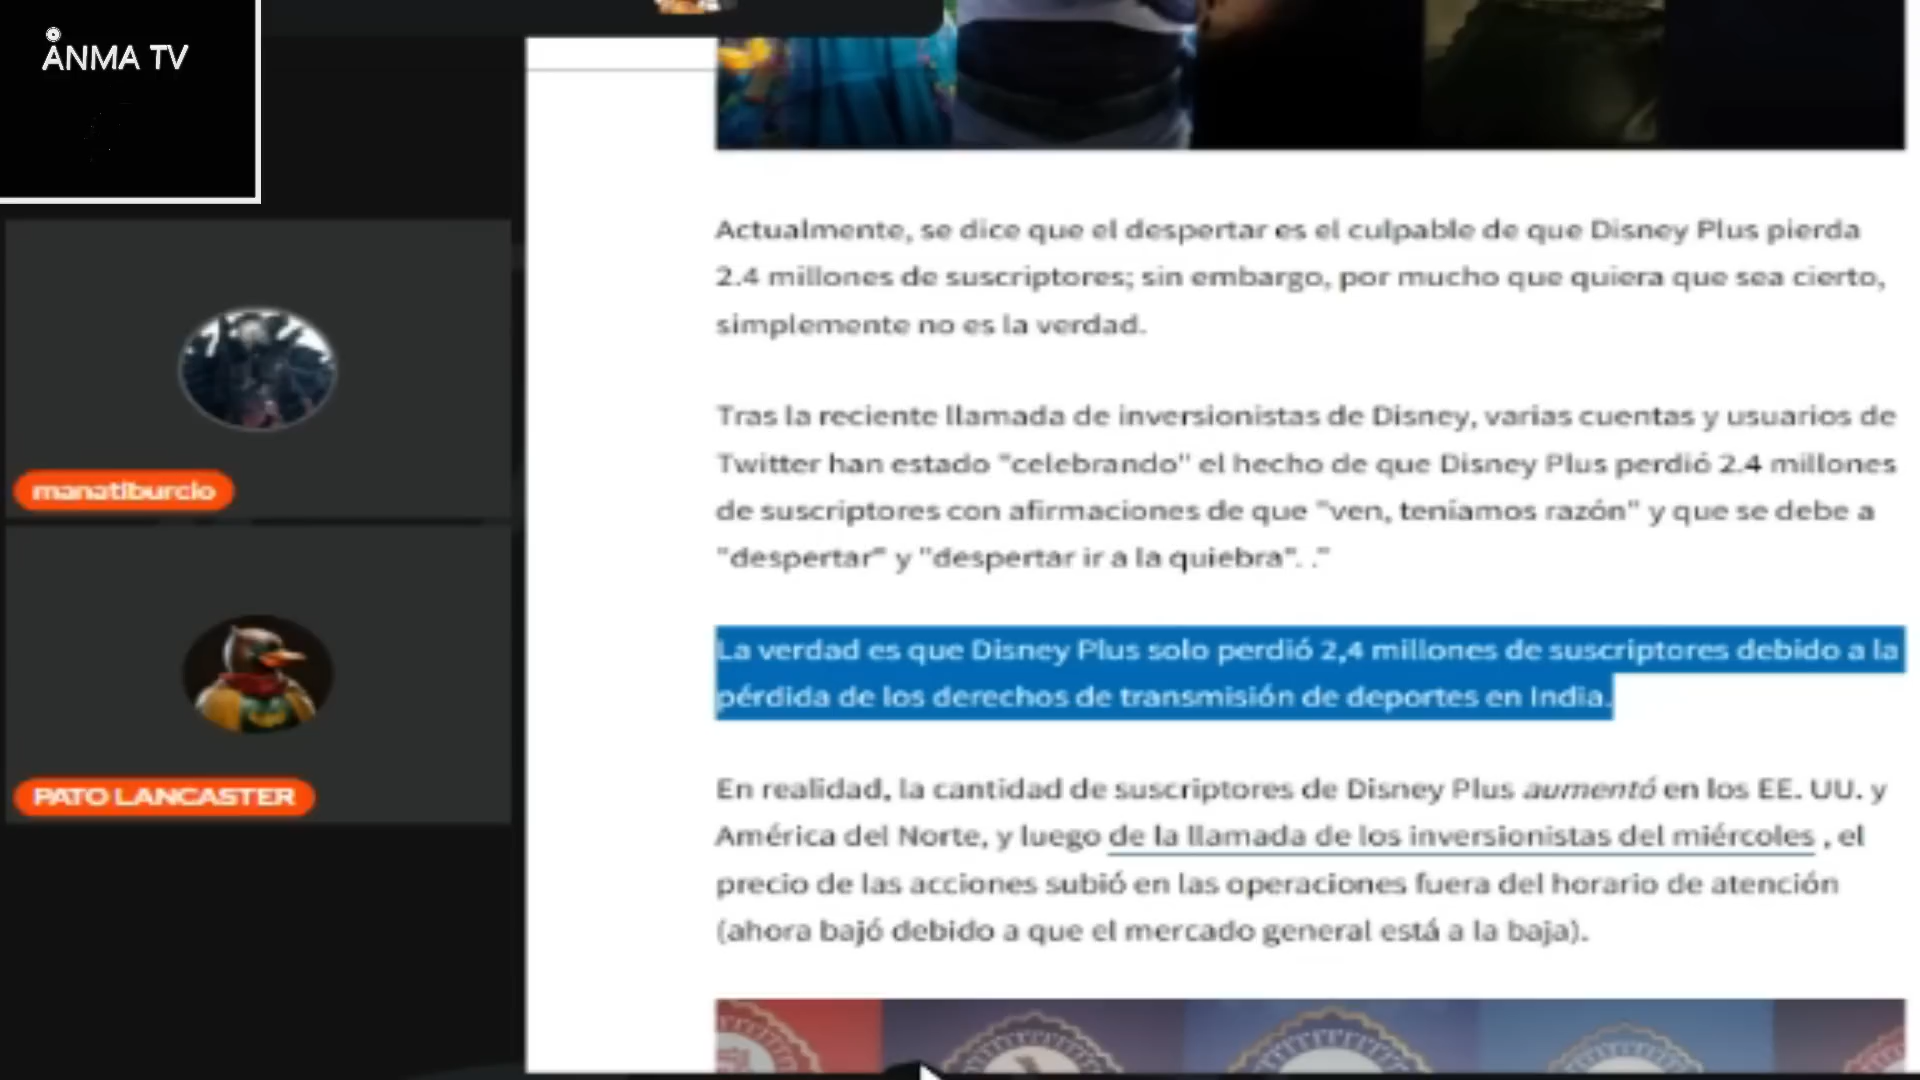 ANMA TV
manatiburcio
PATO LANCASTER
Actualmente, se dice que el despertar es el culpable de que Disney Plus pierda
2.4 millones de suscriptores; sin embargo, por mucho que quiera que sea cierto,
simplemente no es la verdad.
Tras la reciente llamada de inversionistas de Disney, varias cuentas y usuarios de
Twitter han estado "celebrando" el hecho de que Disney Plus perdió 2.4 millones
de suscriptores con afirmaciones de que "ven, teníamos razón" y que se debe a
"despertar" y "despertar ir a la quiebra". ."
La verdad es que Disney Plus solo perdió 2,4 millones de suscriptores debido a la
pérdida de los derechos de transmisión de deportes en India.
En realidad, la cantidad de suscriptores de Disney Plus aumentó en los EE. UU. y
América del Norte, y luego de la llamada de los inversionistas del miércoles , el
precio de las acciones subió en las operaciones fuera del horario de atención
(ahora bajó debido a que el mercado general está a la baja).